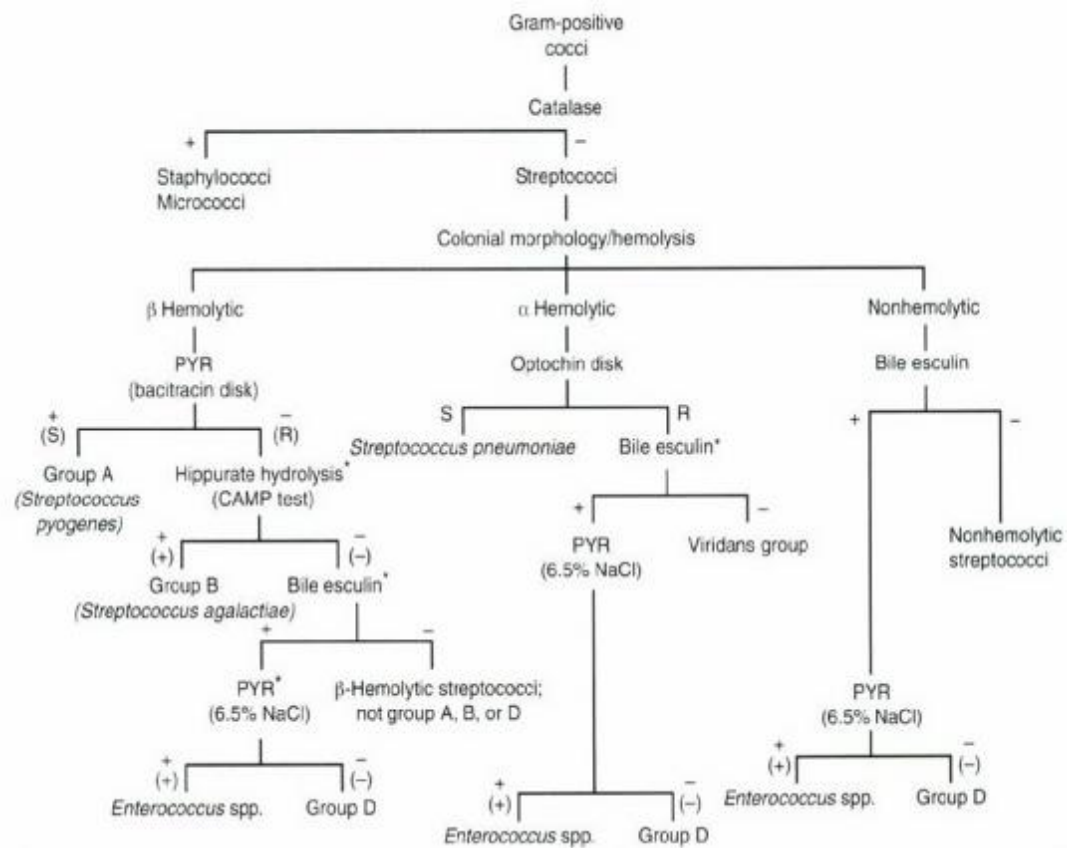 Gram-positive
cocci
Catalase
+
−
Staphylococci
Micrococci
Streptococci
Colonial morphology/hemolysis
β Hemolytic
α Hemolytic
Nonhemolytic
PYR
(bacitracin disk)
Optochin disk
Bile esculin
+
(S)
−
(R)
S
R
+
−
Group A
(Streptococcus
pyogenes)
Hippurate hydrolysis*
(CAMP test)
Streptococcus pneumoniae
Bile esculin*
+
−
PYR
(6.5% NaCl)
Viridans group
Nonhemolytic
streptococci
+
(+)
−
(−)
Group B
(Streptococcus agalactiae)
Bile esculin*
+
−
PYR*
(6.5% NaCl)
β-Hemolytic streptococci;
not group A, B, or D
PYR
(6.5% NaCl)
+
(+)
−
(−)
Enterococcus spp.
Group D
+
(+)
−
(−)
Enterococcus spp.
Group D
+
(+)
−
(−)
Enterococcus spp.
Group D